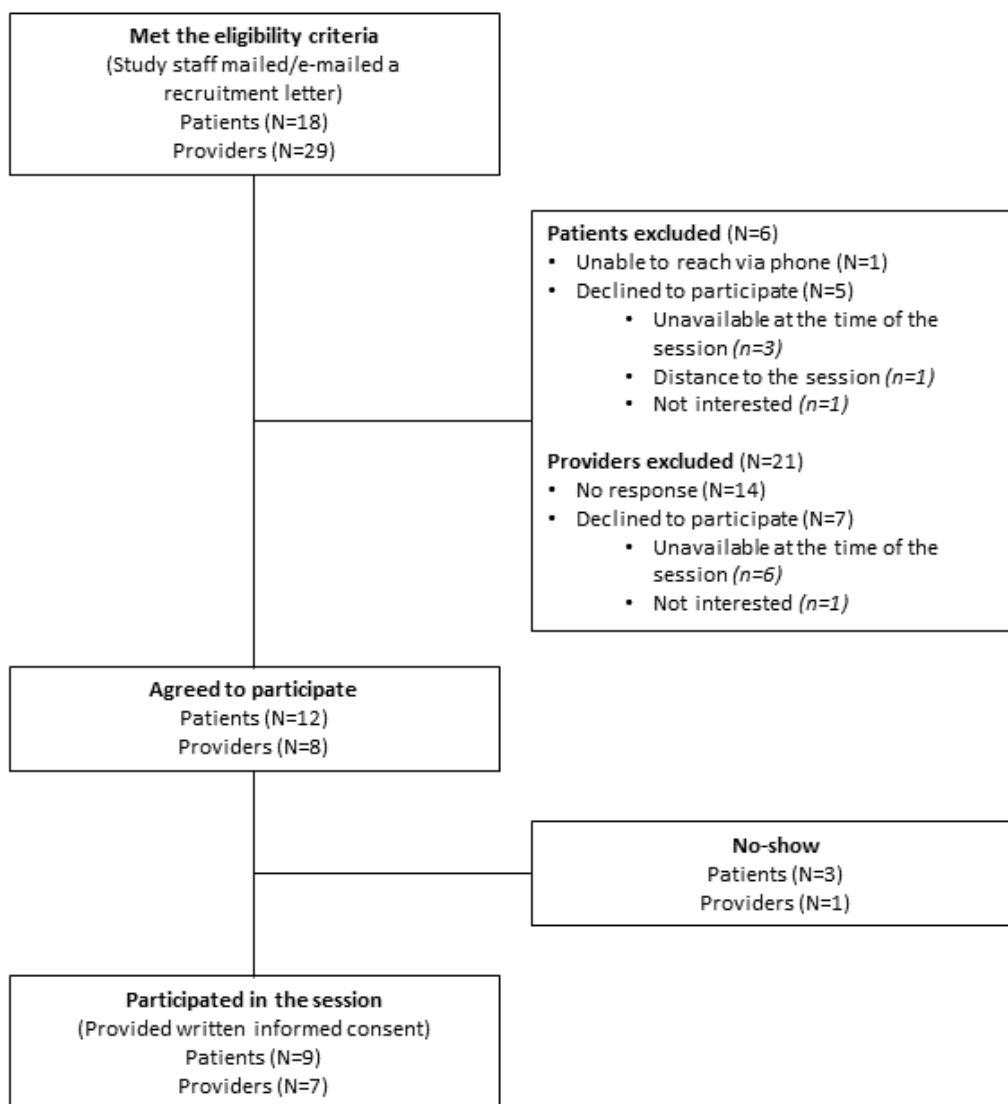 Met the eligibility criteria
(Study staff mailed/e-mailed a
recruitment letter)
Patients (N=18)
Providers (N=29)
Patients excluded (N=6)
• Unable to reach via phone (N=1)
• Declined to participate (N=5)
• Unavailable at the time of the
session (n=3)
• Distance to the session (n=1)
• Not interested (n=1)
Providers excluded (N=21)
• No response (N=14)
• Declined to participate (N=7)
• Unavailable at the time of the
session (n=6)
• Not interested (n=1)
Agreed to participate
Patients (N=12)
Providers (N=8)
No-show
Patients (N=3)
Providers (N=1)
Participated in the session
(Provided written informed consent)
Patients (N=9)
Providers (N=7)